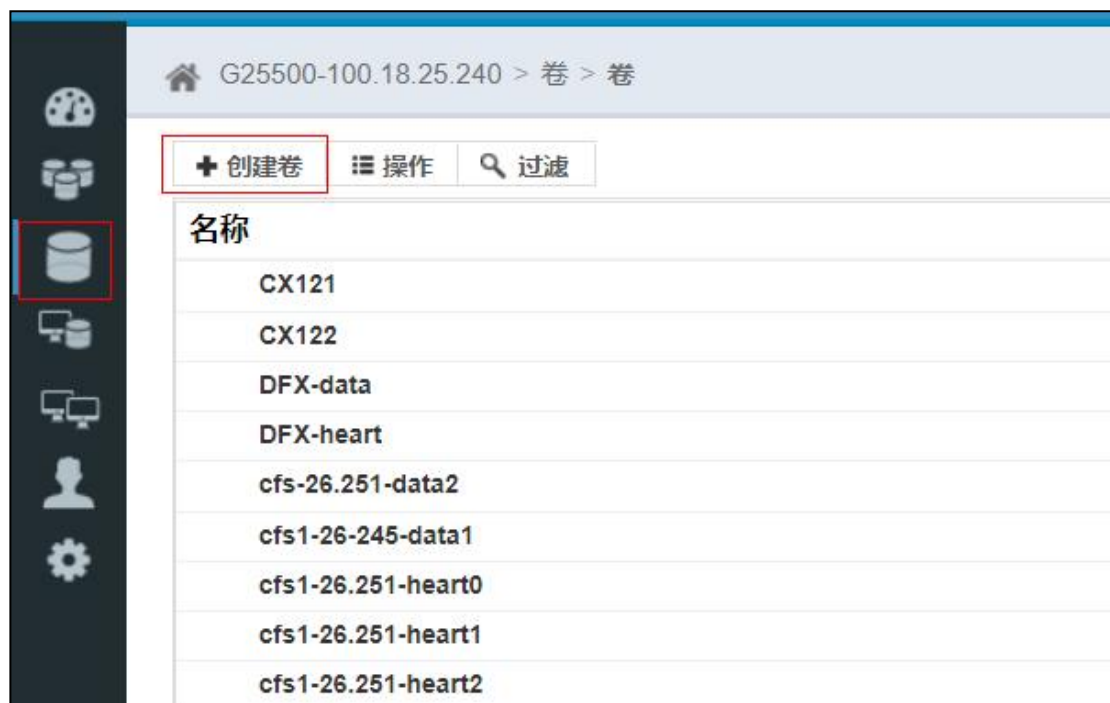 G25500-100.18.25.240 > 卷 > 卷
创建卷 操作 过滤
名称
CX121
CX122
DFX-data
DFX-heart
cfs-26.251-data2
cfs1-26-245-data1
cfs1-26.251-heart0
cfs1-26.251-heart1
cfs1-26.251-heart2